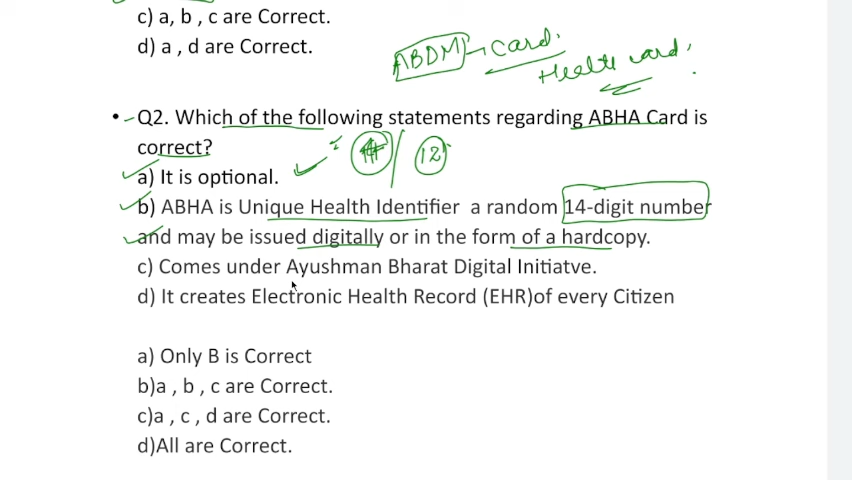 c) a, b , c are Correct.
d) a , d are Correct.
ABDM card.
Health card.
• Q2. Which of the following statements regarding ABHA Card is
correct?
12
a) It is optional.
b) ABHA is Unique Health Identifier a random 14-digit number
and may be issued digitally or in the form of a hardcopy.
c) Comes under Ayushman Bharat Digital Initiatve.
d) It creates Electronic Health Record (EHR)of every Citizen
a) Only B is Correct
b)a , b , c are Correct.
c)a , c , d are Correct.
d)All are Correct.